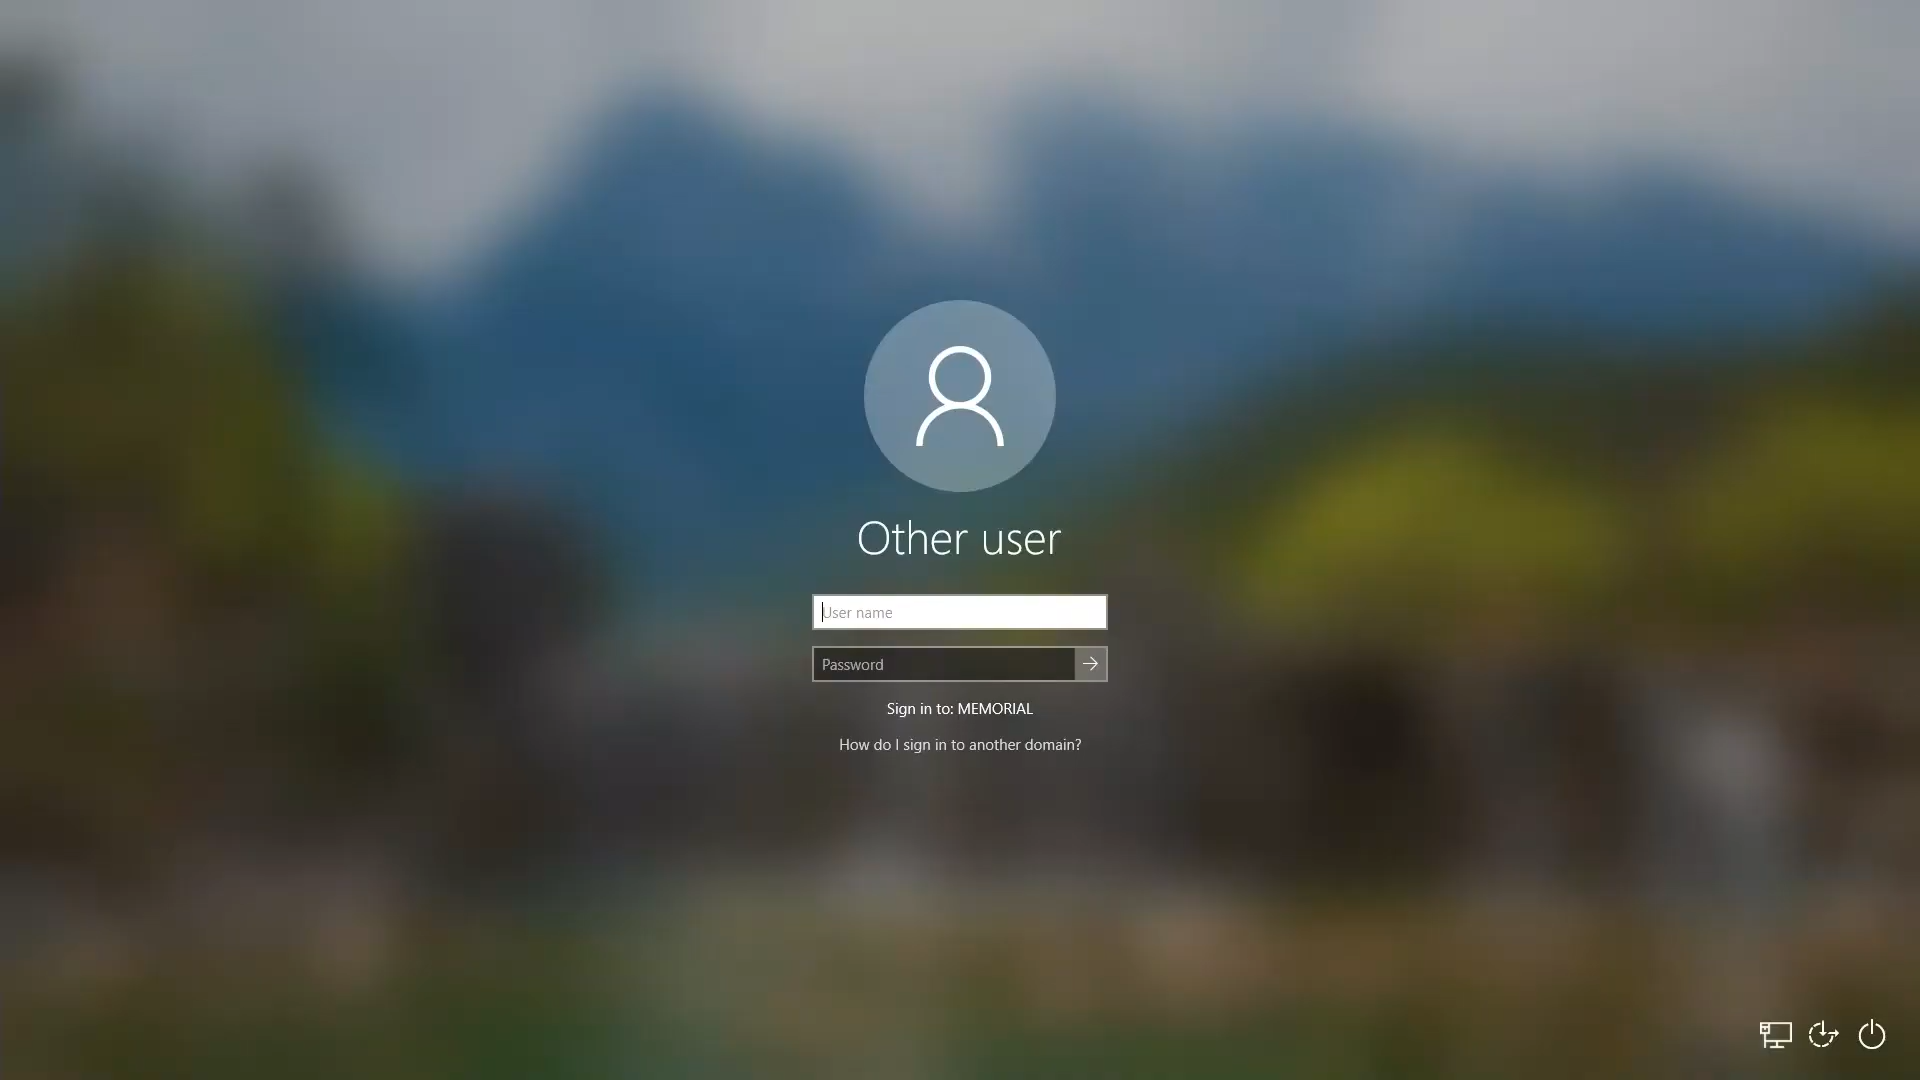 Other user
User name
Password
Sign in to: MEMORIAL
How do I sign in to another domain?